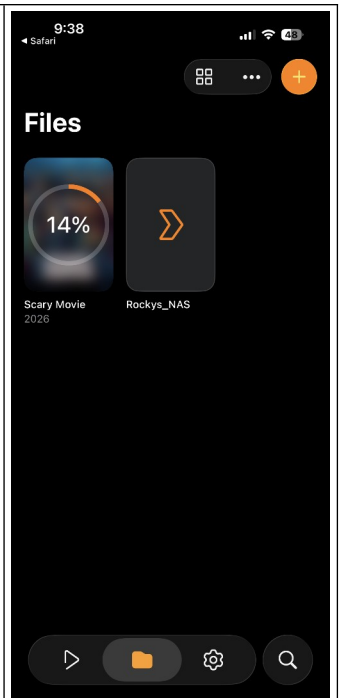 9:38
◀ Safari
48
Files
14%
Scary Movie
2026
Rockys_NAS